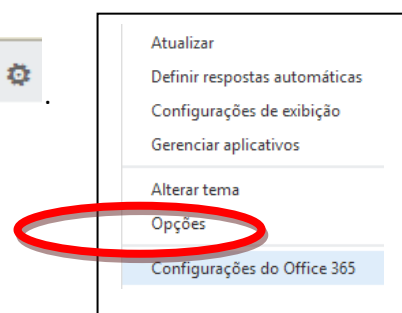 Atualizar
Definir respostas automáticas
Configurações de exibição
Gerenciar aplicativos
.
Alterar tema
Opções
Configurações do Office 365